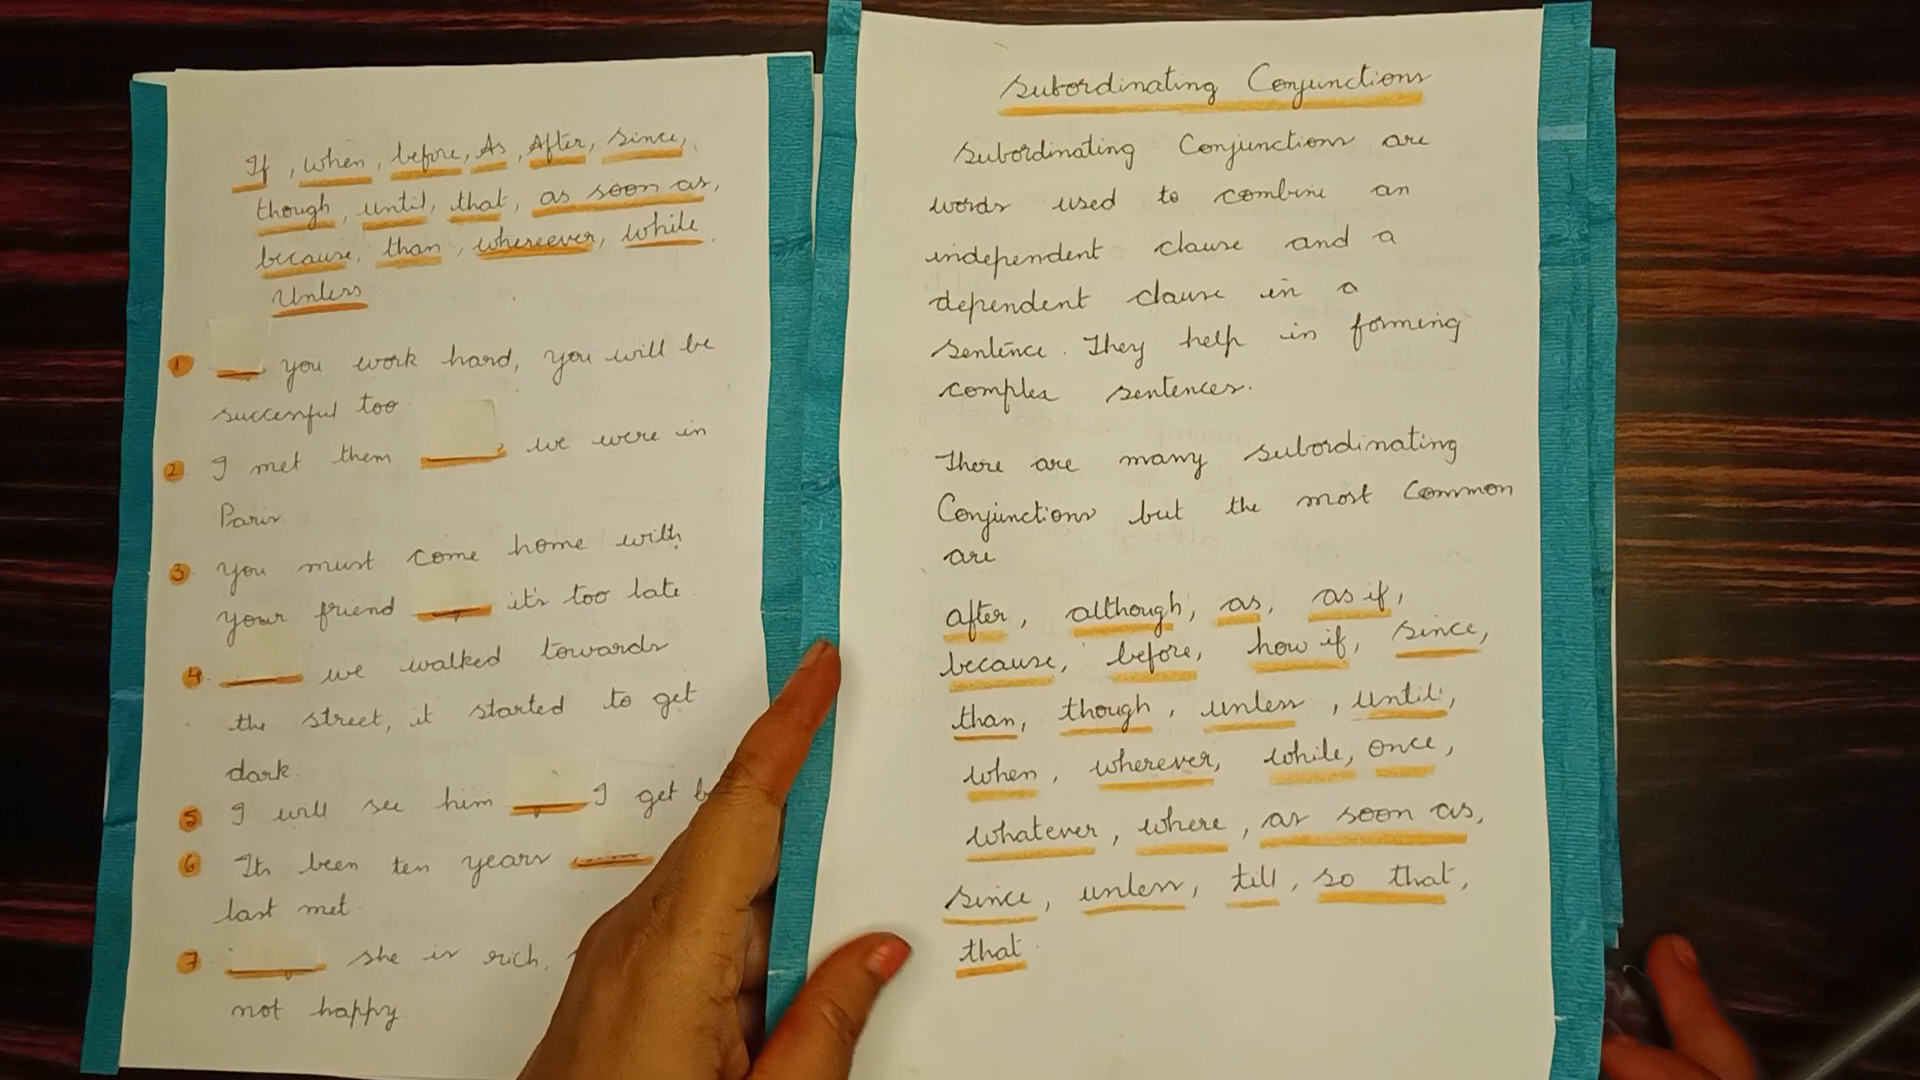 If, when, before, As, After, since,
though, until, that, as soon as,
because, than, whereever, while.
Unless
1 you work hard, you will be
successful too
2 I met them , we were in
Paris
3 You must come home with
your friend it's too late.
4 we walked towards
the street, it started to get
dark.
5 I will see him I get
6 Its been ten years
last met.
7 she is rich,
not happy
Subordinating Conjunctions
Subordinating Conjunctions are
words used to combine an
independent clause and a
dependent clause in a
sentence. They help in forming
complex sentences.
There are many subordinating
Conjunctions but the most Common
are
after, although, as, as if,
because, before, how if, since,
than, though, unless, until,
when, wherever, while, once,
whatever, where, as soon as,
since, unless, till, so that,
that.